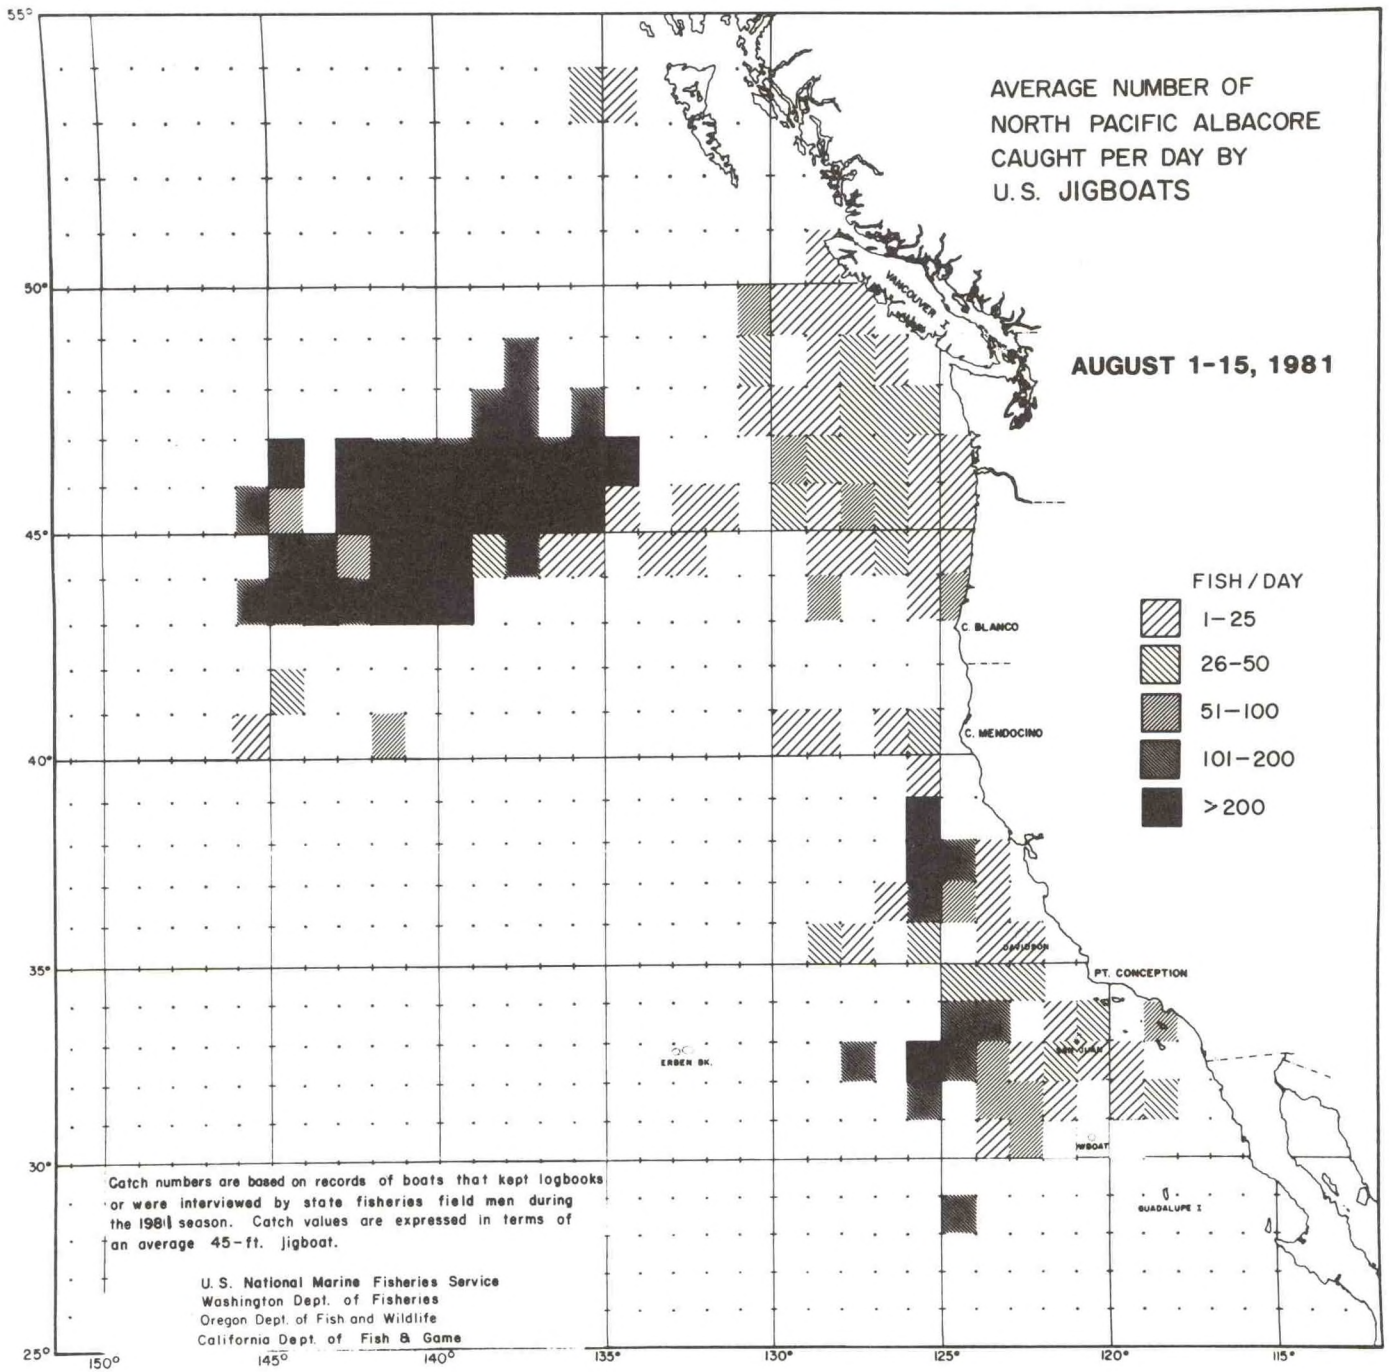 55°
AVERAGE NUMBER OF
NORTH PACIFIC ALBACORE
CAUGHT PER DAY BY
U.S. JIGBOATS
50°
VANCOUVER I.
AUGUST 1-15, 1981
45°
FISH/DAY
1-25
C. BLANCO
26-50
51-100
C. MENDOCINO
101-200
40°
>200
DAVIDSON
35°
PT. CONCEPTION
SAN JUAN
ERBEN BK.
30°
Catch numbers are based on records of boats that kept logbooks
or were interviewed by state fisheries field men during
the 1981 season. Catch values are expressed in terms of
an average 45-ft. jigboat.
GUADALUPE I
U.S. National Marine Fisheries Service
Washington Dept. of Fisheries
Oregon Dept. of Fish and Wildlife
California Dept. of Fish & Game
25°
150° 145° 140° 135° 130° 125° 120° 115°